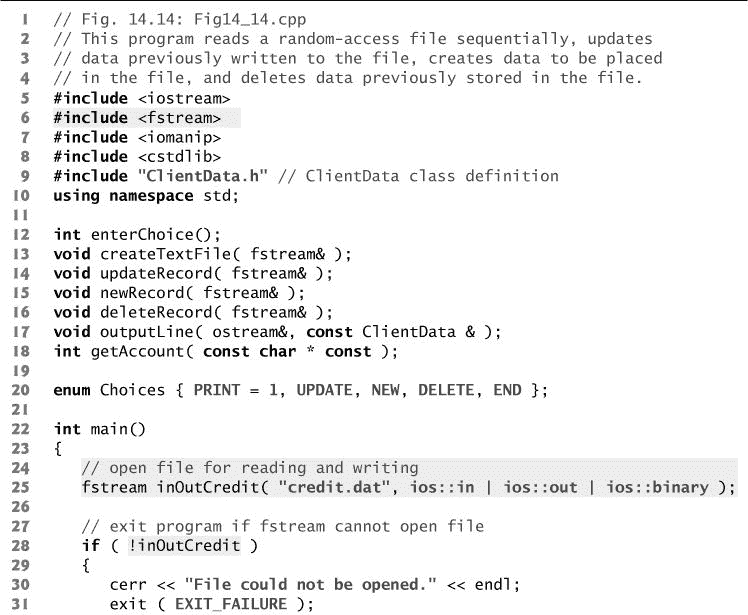 1 // Fig. 14.14: Fig14_14.cpp
2 // This program reads a random-access file sequentially, updates
3 // data previously written to the file, creates data to be placed
4 // in the file, and deletes data previously stored in the file.
5 #include <iostream>
6 #include <fstream>
7 #include <iomanip>
8 #include <cstdlib>
9 #include "ClientData.h" // ClientData class definition
10 using namespace std;
11
12 int enterChoice();
13 void createTextFile( fstream& );
14 void updateRecord( fstream& );
15 void newRecord( fstream& );
16 void deleteRecord( fstream& );
17 void outputLine( ostream&, const ClientData & );
18 int getAccount( const char * const );
19
20 enum Choices { PRINT = 1, UPDATE, NEW, DELETE, END };
21
22 int main()
23 {
24 // open file for reading and writing
25 fstream inOutCredit( "credit.dat", ios::in | ios::out | ios::binary );
26
27 // exit program if fstream cannot open file
28 if ( !inOutCredit )
29 {
30 cerr << "File could not be opened." << endl;
31 exit ( EXIT_FAILURE );